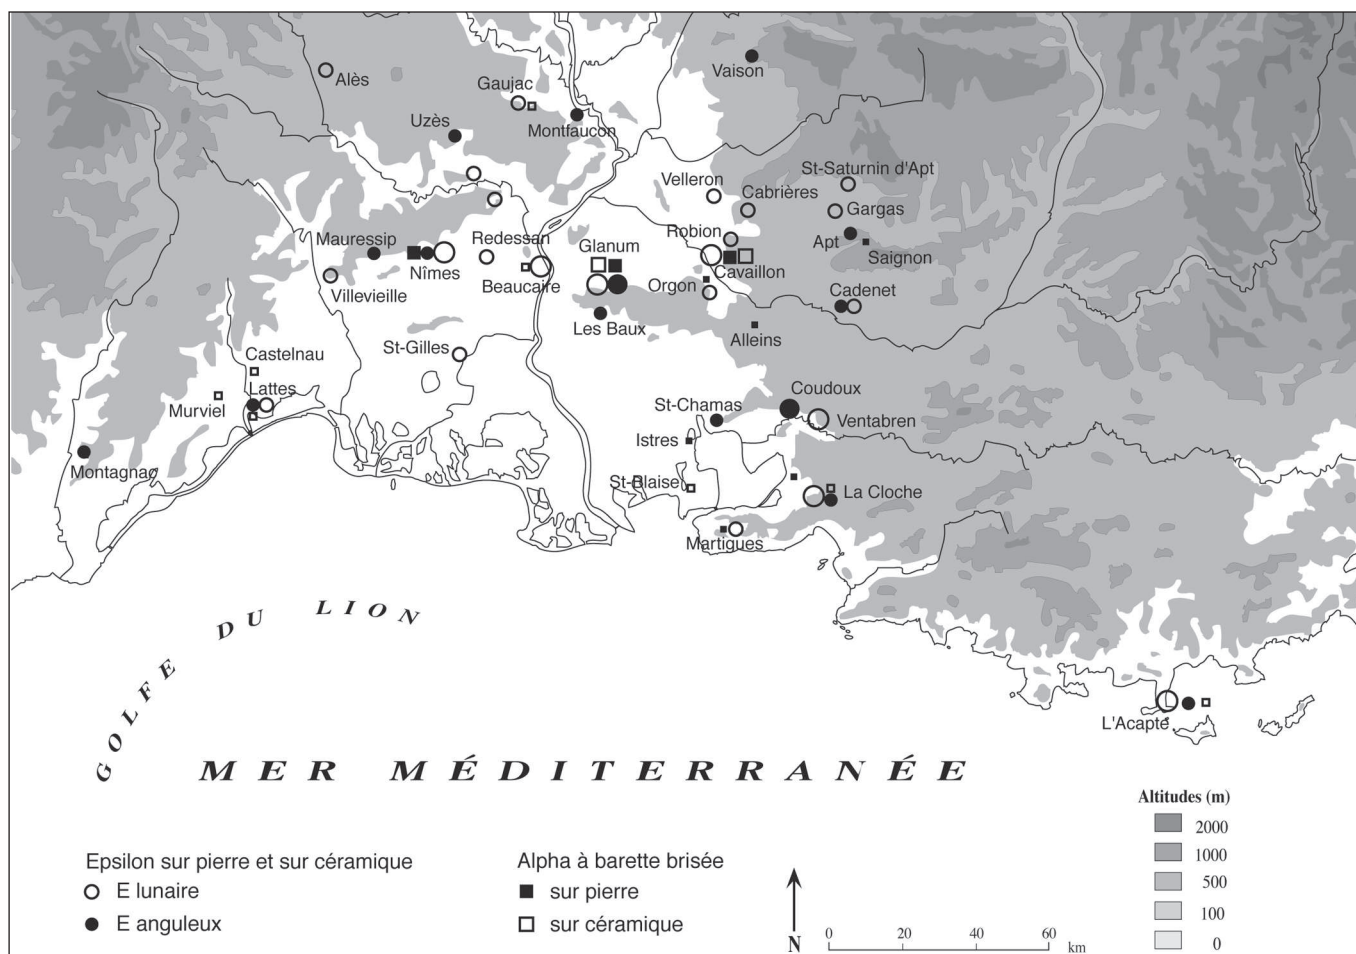 Alès
Gaujac
Vaison
Uzès
Montfaucon
St-Saturnin d'Apt
Velleron
Cabrières
Gargas
Mauressip
Redessan
Glanum
Robion
Apt
Saignon
Nîmes
Beaucaire
Cavaillon
Villevieille
Orgon
Cadenet
Les Baux
Alleins
St-Gilles
Castelnau
Lattes
Murviel
Coudoux
St-Chamas
Ventabren
Istres
Montagnac
St-Blaise
La Cloche
Martigues
GOLFE DU LION
L'Acapte
MER MÉDITERRANÉE
Altitudes (m)
2000
1000
500
100
0
Epsilon sur pierre et sur céramique
E lunaire
E anguleux
Alpha à barette brisée
sur pierre
sur céramique
N
0 20 40 60
km